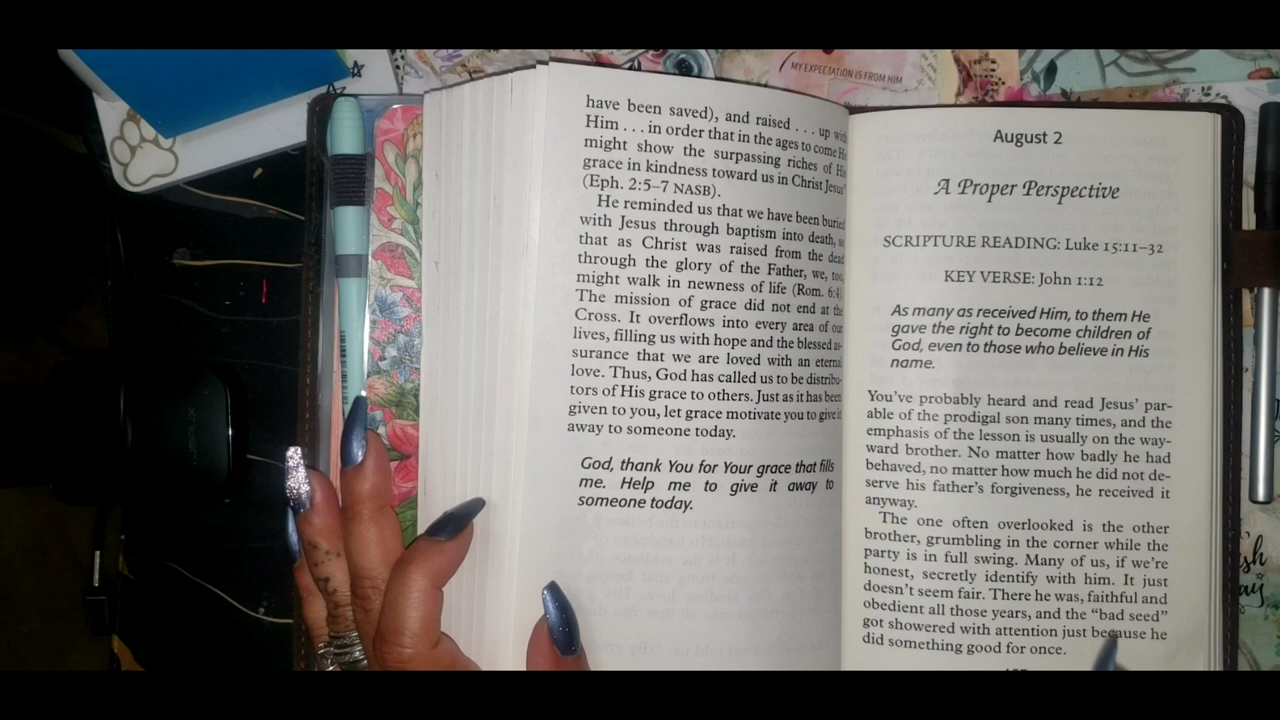 MY EXPECTATION IS FROM HIM
have been saved), and raised . . . up with
Him . . . in order that in the ages to come He
might show the surpassing riches of His
grace in kindness toward us in Christ Jesus”
(Eph. 2:5–7 NASB).
He reminded us that we have been buried
with Jesus through baptism into death, so
that as Christ was raised from the dead
through the glory of the Father, we, too,
might walk in newness of life (Rom. 6:4).
The mission of grace did not end at the
Cross. It overflows into every area of our
lives, filling us with hope and the blessed as-
surance that we are loved with an eternal
love. Thus, God has called us to be distribu-
tors of His grace to others. Just as it has been
given to you, let grace motivate you to give it
away to someone today.
God, thank You for Your grace that fills
me. Help me to give it away to
someone today.
August 2
A Proper Perspective
SCRIPTURE READING: Luke 15:11–32
KEY VERSE: John 1:12
As many as received Him, to them He
gave the right to become children of
God, even to those who believe in His
name.
You’ve probably heard and read Jesus’ par-
able of the prodigal son many times, and the
emphasis of the lesson is usually on the way-
ward brother. No matter how badly he had
behaved, no matter how much he did not de-
serve his father’s forgiveness, he received it
anyway.
The one often overlooked is the other
brother, grumbling in the corner while the
party is in full swing. Many of us, if we’re
honest, secretly identify with him. It just
doesn’t seem fair. There he was, faithful and
obedient all those years, and the “bad seed”
got showered with attention just because he
did something good for once.